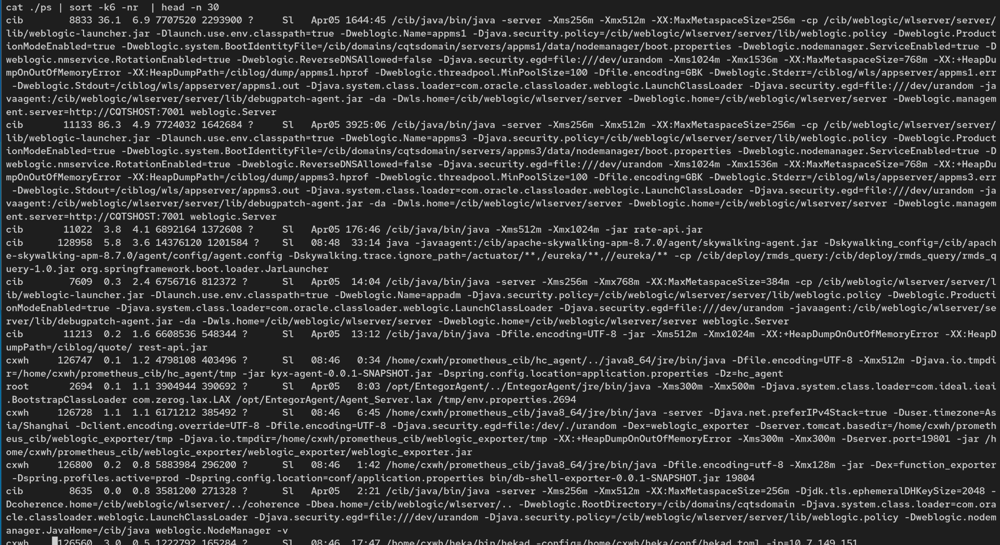 cat ./ps | sort -k6 -nr  | head -n 30
cib        8833 36.1  6.9 7707520 2293900 ?     Sl   Apr05 1644:45 /cib/java/bin/java -server -Xms256m -Xmx512m -XX:MaxMetaspaceSize=256m -cp /cib/weblogic/wlserver/server/
lib/weblogic-launcher.jar -Dlaunch.use.env.classpath=true -Dweblogic.Name=appms1 -Djava.security.policy=/cib/weblogic/wlserver/server/lib/weblogic.policy -Dweblogic.Product
ionModeEnabled=true -Dweblogic.system.BootIdentityFile=/cib/domains/cqtsdomain/servers/appms1/data/nodemanager/boot.properties -Dweblogic.nodemanager.ServiceEnabled=true -D
weblogic.nmservice.RotationEnabled=true -Dweblogic.ReverseDNSAllowed=false -Djava.security.egd=file:///dev/urandom -Xms1024m -Xmx1536m -XX:MaxMetaspaceSize=768m -XX:+HeapDu
mpOnOutOfMemoryError -XX:HeapDumpPath=/ciblog/dump/appms1.hprof -Dweblogic.threadpool.MinPoolSize=100 -Dfile.encoding=GBK -Dweblogic.Stderr=/ciblog/wls/appserver/appms1.err
 -Dweblogic.Stdout=/ciblog/wls/appserver/appms1.out -Djava.system.class.loader=com.oracle.classloader.weblogic.LaunchClassLoader -Djava.security.egd=file:///dev/urandom -ja
vaagent:/cib/weblogic/wlserver/server/lib/debugpatch-agent.jar -da -Dwls.home=/cib/weblogic/wlserver/server -Dweblogic.home=/cib/weblogic/wlserver/server -Dweblogic.managem
ent.server=http://CQTSHOST:7001 weblogic.Server
cib       11133 86.3  4.9 7724032 1642684 ?     Sl   Apr05 3925:06 /cib/java/bin/java -server -Xms256m -Xmx512m -XX:MaxMetaspaceSize=256m -cp /cib/weblogic/wlserver/server/
lib/weblogic-launcher.jar -Dlaunch.use.env.classpath=true -Dweblogic.Name=appms3 -Djava.security.policy=/cib/weblogic/wlserver/server/lib/weblogic.policy -Dweblogic.Product
ionModeEnabled=true -Dweblogic.system.BootIdentityFile=/cib/domains/cqtsdomain/servers/appms3/data/nodemanager/boot.properties -Dweblogic.nodemanager.ServiceEnabled=true -D
weblogic.nmservice.RotationEnabled=true -Dweblogic.ReverseDNSAllowed=false -Djava.security.egd=file:///dev/urandom -Xms1024m -Xmx1536m -XX:MaxMetaspaceSize=768m -XX:+HeapDu
mpOnOutOfMemoryError -XX:HeapDumpPath=/ciblog/dump/appms3.hprof -Dweblogic.threadpool.MinPoolSize=100 -Dfile.encoding=GBK -Dweblogic.Stderr=/ciblog/wls/appserver/appms3.err
 -Dweblogic.Stdout=/ciblog/wls/appserver/appms3.out -Djava.system.class.loader=com.oracle.classloader.weblogic.LaunchClassLoader -Djava.security.egd=file:///dev/urandom -ja
vaagent:/cib/weblogic/wlserver/server/lib/debugpatch-agent.jar -da -Dwls.home=/cib/weblogic/wlserver/server -Dweblogic.home=/cib/weblogic/wlserver/server -Dweblogic.managem
ent.server=http://CQTSHOST:7001 weblogic.Server
cib       11022  3.8  4.1 6892164 1372608 ?     Sl   Apr05 176:46 /cib/java/bin/java -Xms512m -Xmx1024m -jar rate-api.jar
cib      128958  5.8  3.6 14376120 1201584 ?    Sl   08:48  33:14 java -javaagent:/cib/apache-skywalking-apm-8.7.0/agent/skywalking-agent.jar -Dskywalking_config=/cib/apach
e-skywalking-apm-8.7.0/agent/config/agent.config -Dskywalking.trace.ignore_path=/actuator/**,/eureka/**,//eureka/** -cp /cib/deploy/rmds_query:/cib/deploy/rmds_query/rmds_q
uery-1.0.jar org.springframework.boot.loader.JarLauncher
cib        7609  0.3  2.4 6756716 812372 ?      Sl   Apr05  14:04 /cib/java/bin/java -server -Xms256m -Xmx768m -XX:MaxMetaspaceSize=384m -cp /cib/weblogic/wlserver/server/l
ib/weblogic-launcher.jar -Dlaunch.use.env.classpath=true -Dweblogic.Name=appadm -Djava.security.policy=/cib/weblogic/wlserver/server/lib/weblogic.policy -Dweblogic.Producti
onModeEnabled=true -Djava.system.class.loader=com.oracle.classloader.weblogic.LaunchClassLoader -Djava.security.egd=file:///dev/urandom -javaagent:/cib/weblogic/wlserver/se
rver/lib/debugpatch-agent.jar -da -Dwls.home=/cib/weblogic/wlserver/server -Dweblogic.home=/cib/weblogic/wlserver/server weblogic.Server
cib       11213  0.2  1.6 6608536 548344 ?      Sl   Apr05  13:12 /cib/java/bin/java -Dfile.encoding=UTF-8 -jar -Xms512m -Xmx1024m -XX:+HeapDumpOnOutOfMemoryError -XX:HeapD
umpPath=/ciblog/quote/ rest-api.jar
cxwh     126747  0.1  1.2 4798108 403496 ?      Sl   08:46   0:34 /home/cxwh/prometheus_cib/hc_agent/../java8_64/jre/bin/java -Dfile.encoding=UTF-8 -Xmx512m -Djava.io.tmpdi
r=/home/cxwh/prometheus_cib/hc_agent/tmp -jar kyx-agent-0.0.1-SNAPSHOT.jar -Dspring.config.location=application.properties -Dz=hc_agent
root       2694  0.1  1.1 3904944 390692 ?      Sl   Apr05   8:03 /opt/EntegorAgent/../EntegorAgent/jre/bin/java -Xms300m -Xmx500m -Djava.system.class.loader=com.ideal.ieai
.BootstrapClassLoader com.zerog.lax.LAX /opt/EntegorAgent/Agent_Server.lax /tmp/env.properties.2694
cxwh     126728  1.1  1.1 6171212 385492 ?      Sl   08:46   6:45 /home/cxwh/prometheus_cib/java8_64/jre/bin/java -server -Djava.net.preferIPv4Stack=true -Duser.timezone=As
ia/Shanghai -Dclient.encoding.override=UTF-8 -Dfile.encoding=UTF-8 -Djava.security.egd=file:/dev/./urandom -Dex=weblogic_exporter -Dserver.tomcat.basedir=/home/cxwh/prometh
eus_cib/weblogic_exporter/tmp -Djava.io.tmpdir=/home/cxwh/prometheus_cib/weblogic_exporter/tmp -XX:+HeapDumpOnOutOfMemoryError -Xms300m -Xmx300m -Dserver.port=19801 -jar /h
ome/cxwh/prometheus_cib/weblogic_exporter/weblogic_exporter/weblogic_exporter.jar
cxwh     126800  0.2  0.8 5883984 296200 ?      Sl   08:46   1:42 /home/cxwh/prometheus_cib/java8_64/jre/bin/java -Dfile.encoding=utf-8 -Xmx128m -jar -Dex=function_exporter
 -Dspring.profiles.active=prod -Dspring.config.location=conf/application.properties bin/db-shell-exporter-0.0.1-SNAPSHOT.jar 19804
cib        8635  0.0  0.8 3581200 271328 ?      Sl   Apr05   2:21 /cib/java/bin/java -server -Xms256m -Xmx512m -XX:MaxMetaspaceSize=256m -Djdk.tls.ephemeralDHKeySize=2048 -
Dcoherence.home=/cib/weblogic/wlserver/../coherence -Dbea.home=/cib/weblogic/wlserver/.. -Dweblogic.RootDirectory=/cib/domains/cqtsdomain -Djava.system.class.loader=com.ora
cle.classloader.weblogic.LaunchClassLoader -Djava.security.egd=file:///dev/urandom -Djava.security.policy=/cib/weblogic/wlserver/server/lib/weblogic.policy -Dweblogic.nodem
anager.JavaHome=/cib/java weblogic.NodeManager -v
cxwh     126560  3.0  0.5 1222792 165284 ?      Sl   08:46  17:47 /home/cxwh/heka/bin/hekad -config=/home/cxwh/heka/conf/hekad.toml -ip=10.7.149.151